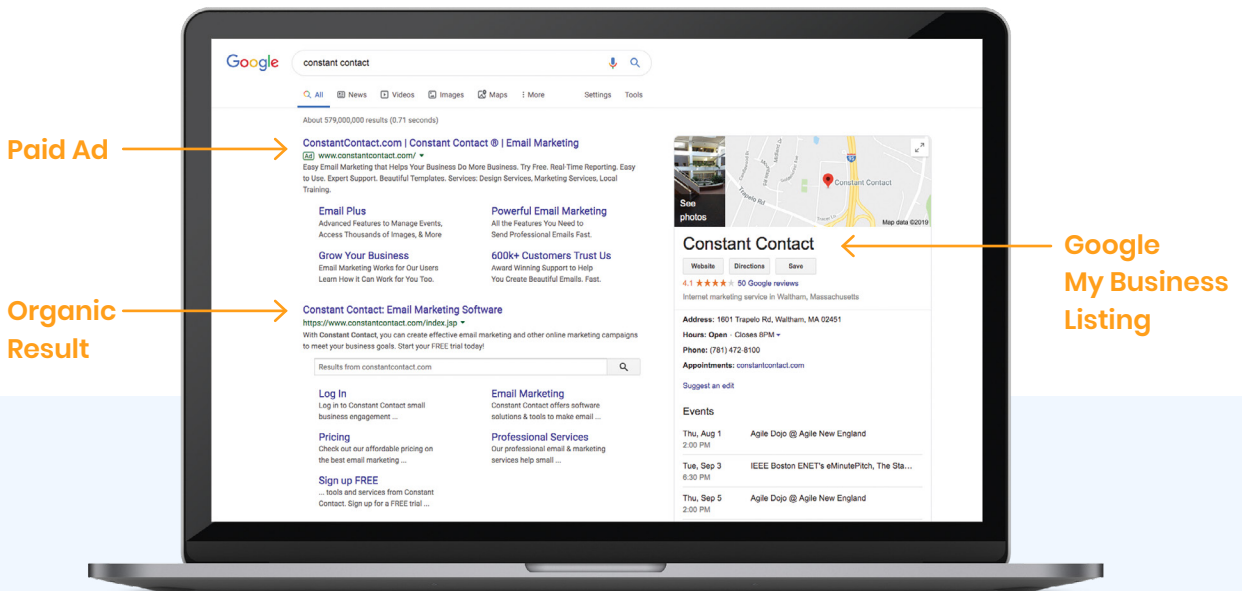 Google
constant contact
All News Videos Images Maps More Settings Tools
About 579,000,000 results (0.71 seconds)
Paid Ad
ConstantContact.com | Constant Contact ® | Email Marketing
Ad www.constantcontact.com/
Easy Email Marketing that Helps Your Business Do More Business. Try Free. Real-Time Reporting. Easy
to Use. Expert Support. Beautiful Templates. Services: Design Services, Marketing Services, Local
Training.
Email Plus
Advanced Features to Manage Events,
Access Thousands of Images, & More
Powerful Email Marketing
All the Features You Need to
Send Professional Emails Fast.
Grow Your Business
Email Marketing Works for Our Users
Learn How it Can Work for You Too.
600k+ Customers Trust Us
Award Winning Support to Help
You Create Beautiful Emails. Fast.
Organic
Result
Constant Contact: Email Marketing Software
https://www.constantcontact.com/index.jsp
With Constant Contact, you can create effective email marketing and other online marketing campaigns
to meet your business goals. Start your FREE trial today!
Results from constantcontact.com
Log In
Log in to Constant Contact small
business engagement ...
Email Marketing
Constant Contact offers software
solutions & tools to make email ...
Pricing
Check out our affordable pricing on
the best email marketing ...
Professional Services
Our professional email & marketing
services help small ...
Sign up FREE
... tools and services from Constant
Contact. Sign up for a FREE trial ...
See
photos
Trapelo Rd
95
Constant Contact
Map data ©2019
Constant Contact
Website Directions Save
4.1 50 Google reviews
Internet marketing service in Waltham, Massachusetts
Address: 1601 Trapelo Rd, Waltham, MA 02451
Hours: Open · Closes 8PM
Phone: (781) 472-8100
Appointments: constantcontact.com
Suggest an edit
Events
Thu, Aug 1 Agile Dojo @ Agile New England
2:00 PM
Tue, Sep 3 IEEE Boston ENET's eMinutePitch, The Sta...
6:30 PM
Thu, Sep 5 Agile Dojo @ Agile New England
2:00 PM
Google
My Business
Listing